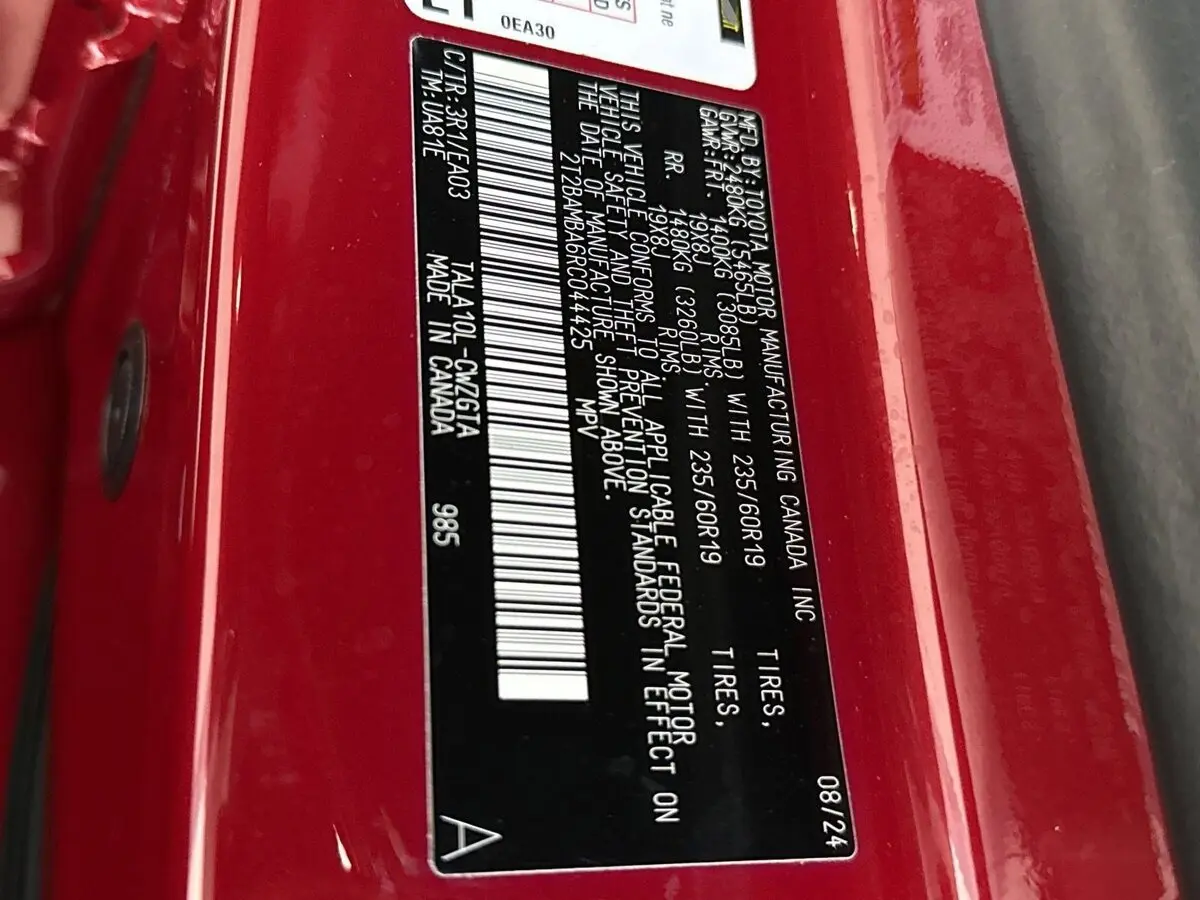 0EA30
MFD.BY:TOYOTA MOTOR MANUFACTURING CANADA INC 08/24
GVWR:2480KG (5465LB)
GAWR:FRT. 1400KG (3085LB) WITH 235/60R19 TIRES,
19X8J RIMS.
RR. 1480KG (3260LB) WITH 235/60R19 TIRES,
19X8J RIMS.
THIS VEHICLE CONFORMS TO ALL APPLICABLE FEDERAL MOTOR
VEHICLE SAFETY AND THEFT PREVENTION STANDARDS IN EFFECT ON
THE DATE OF MANUFACTURE SHOWN ABOVE.
2T2BAMBA6RC044425 MPV
C/TR:3R1/EA03 TALA10L-CWZGTA 985
TM:UA81E MADE IN CANADA
A